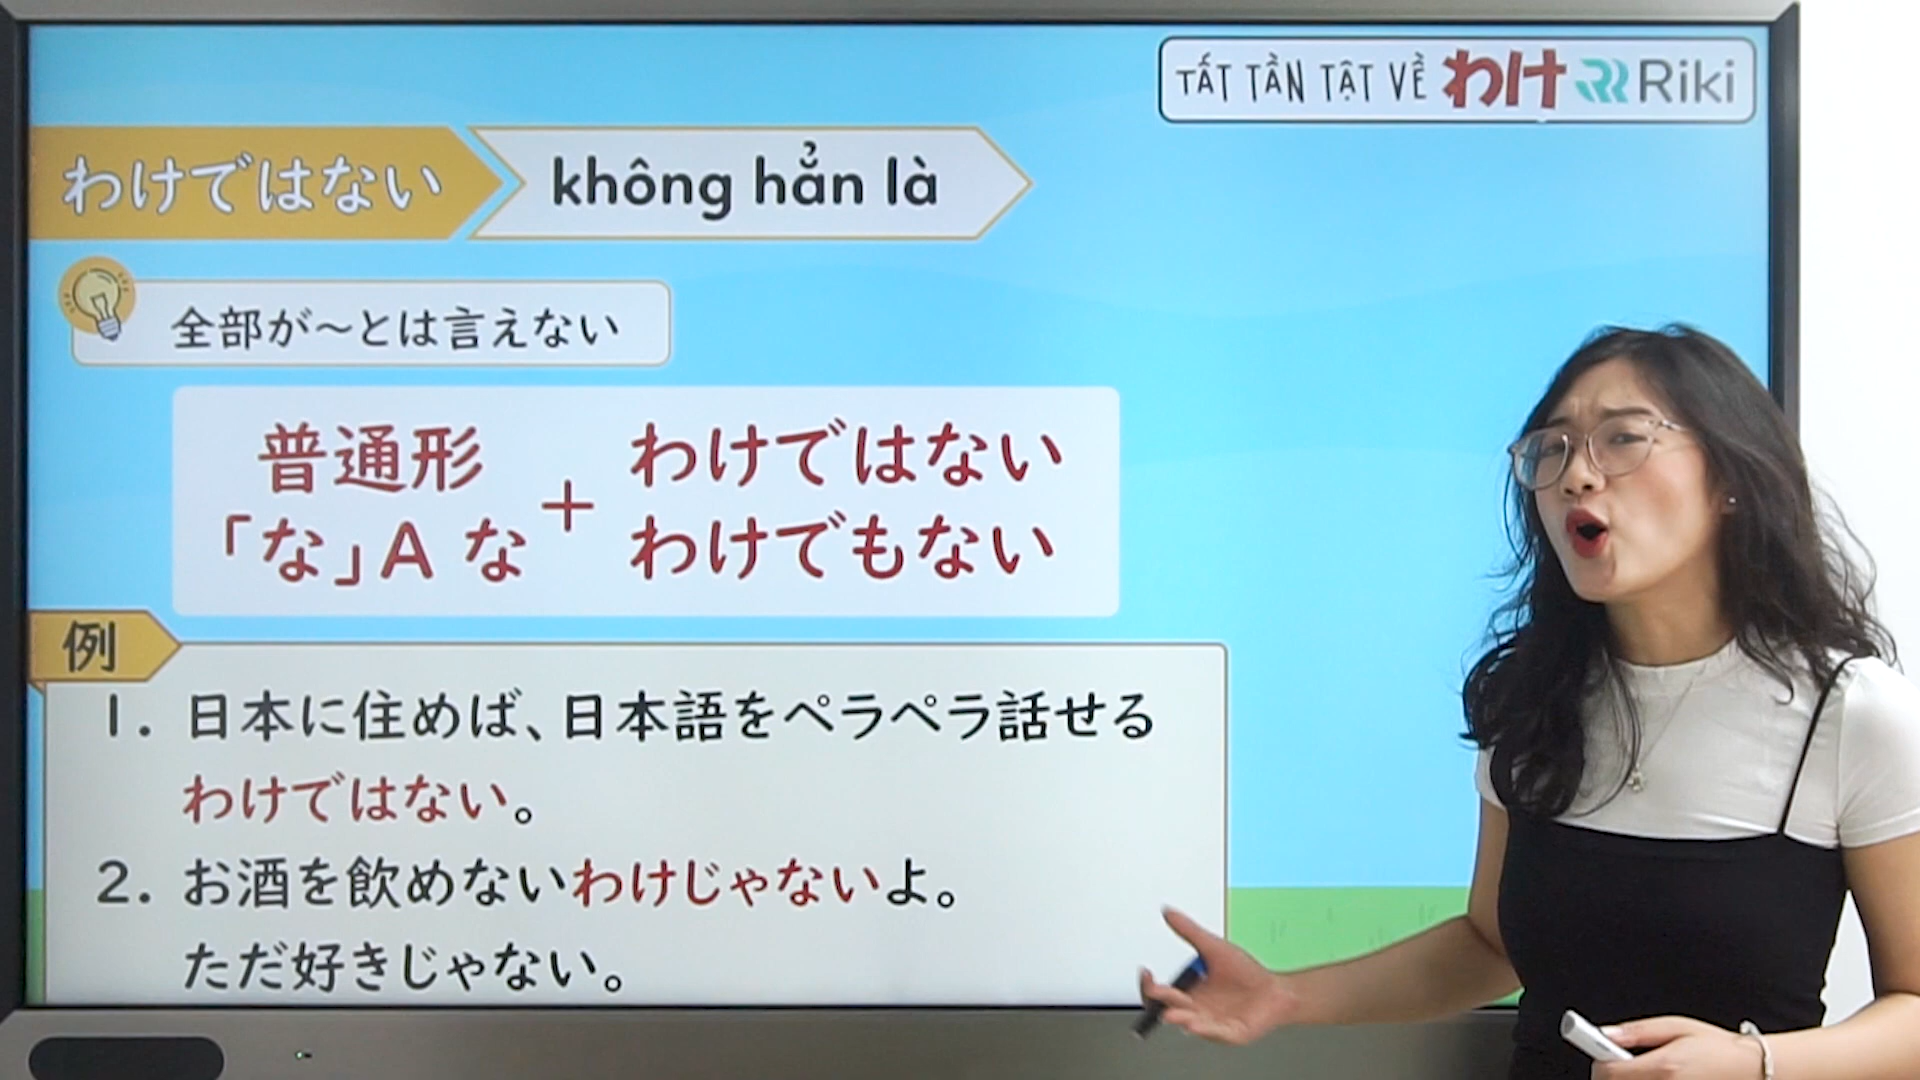 TẤT TẦN TẬT VỀ わけ Riki
わけではない
không hẳn là
全部が～とは言えない
普通形
「な」A な
+
わけではない
わけでもない
例
1. 日本に住めば、日本語をペラペラ話せる
わけではない。
2. お酒を飲めないわけじゃないよ。
ただ好きじゃない。